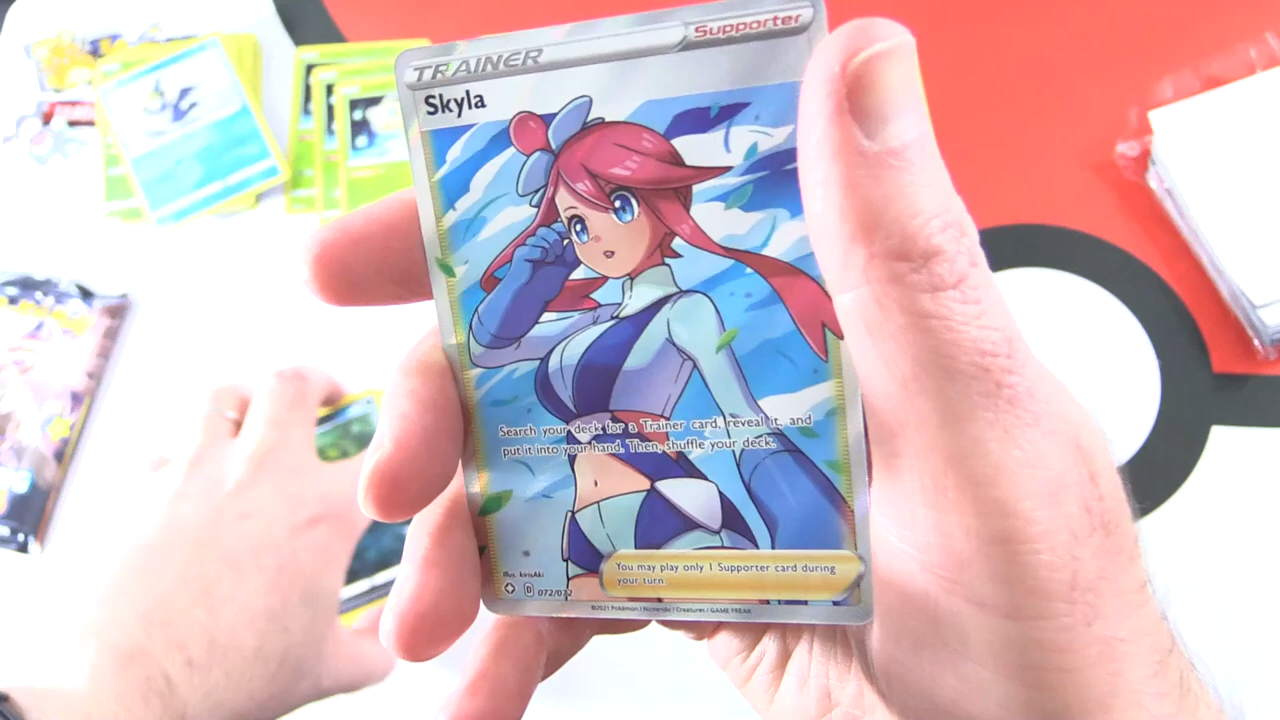 TRAINER
Supporter
Skyla
Search your deck for a Trainer card, reveal it, and
put it into your hand. Then, shuffle your deck.
You may play only 1 Supporter card during
your turn.
Illus. kirisAki
D 072/072
©2021 Pokémon / Nintendo / Creatures / GAME FREAK